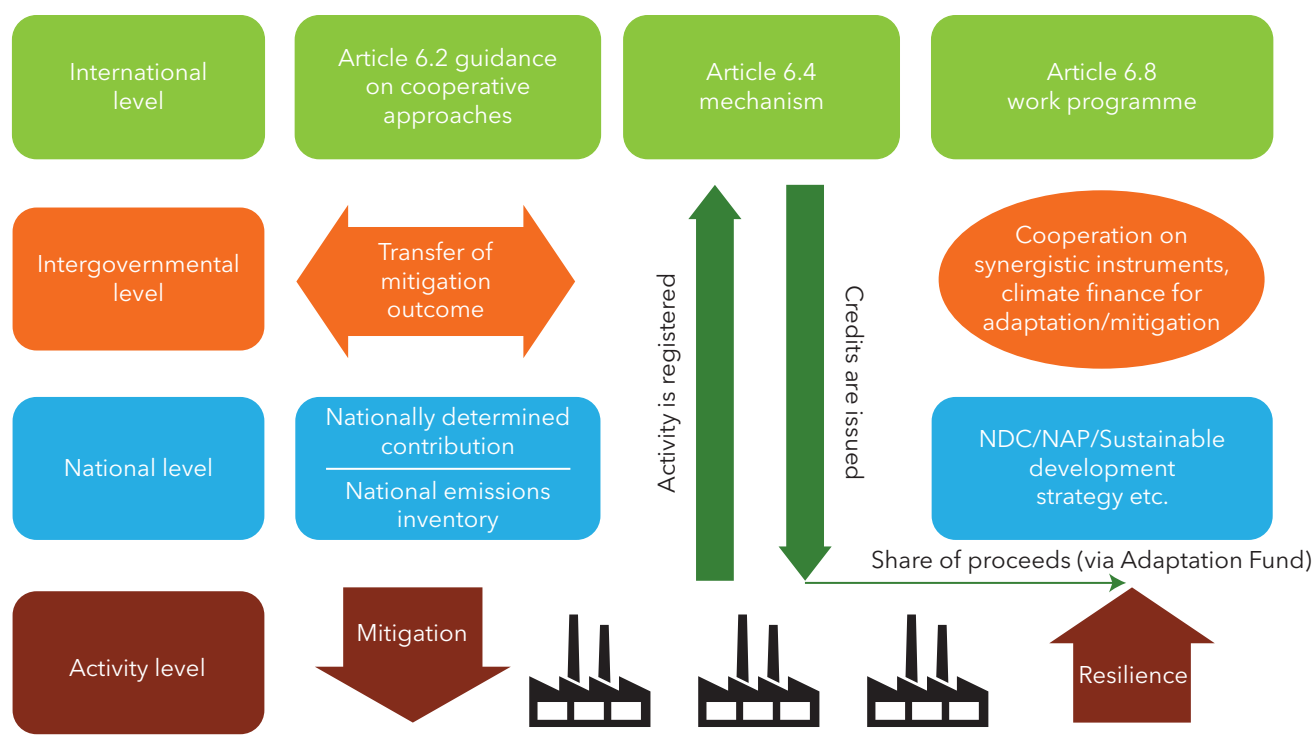 International
level
Article 6.2 guidance
on cooperative
approaches
Article 6.4
mechanism
Article 6.8
work programme
Intergovernmental
level
Transfer of
mitigation
outcome
Activity is registered
Credits are issued
Cooperation on
synergistic instruments,
climate finance for
adaptation/mitigation
National level
Nationally determined
contribution
National emissions
inventory
NDC/NAP/Sustainable
development
strategy etc.
Share of proceeds (via Adaptation Fund)
Activity level
Mitigation
Resilience